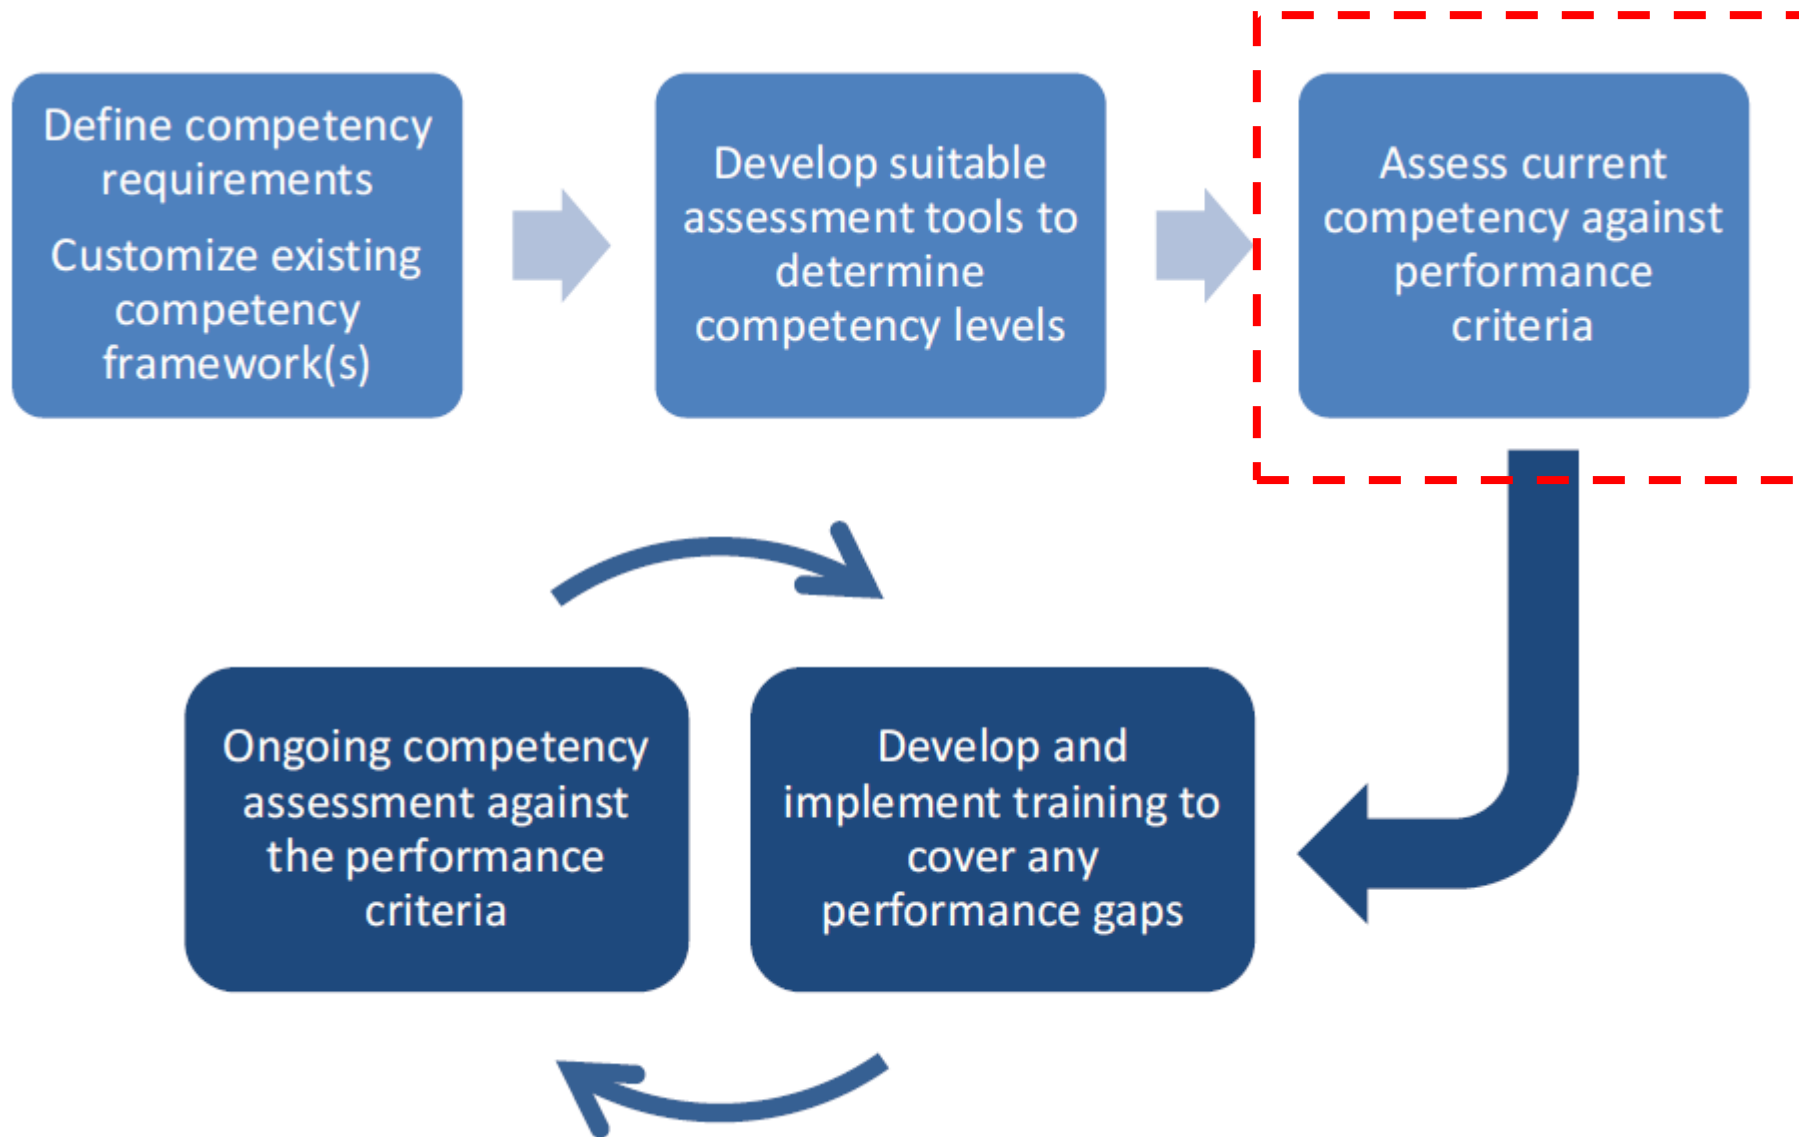 Define competency
requirements
Customize existing
competency
framework(s)
Develop suitable
assessment tools to
determine
competency levels
Assess current
competency against
performance
criteria
Ongoing competency
assessment against
the performance
criteria
Develop and
implement training to
cover any
performance gaps